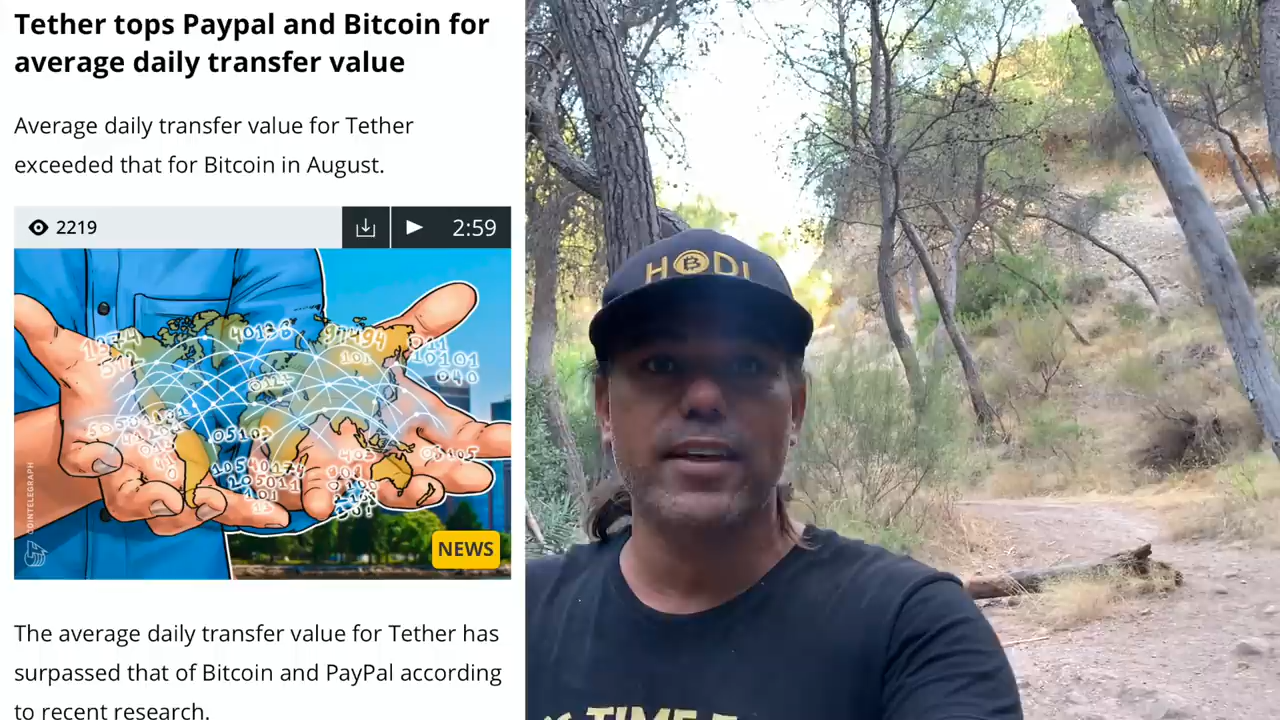 Tether tops Paypal and Bitcoin for
average daily transfer value
Average daily transfer value for Tether
exceeded that for Bitcoin in August.
2219
2:59
COINTELEGRAPH
NEWS
The average daily transfer value for Tether has
surpassed that of Bitcoin and PayPal according
to recent research.
HODL
TIME